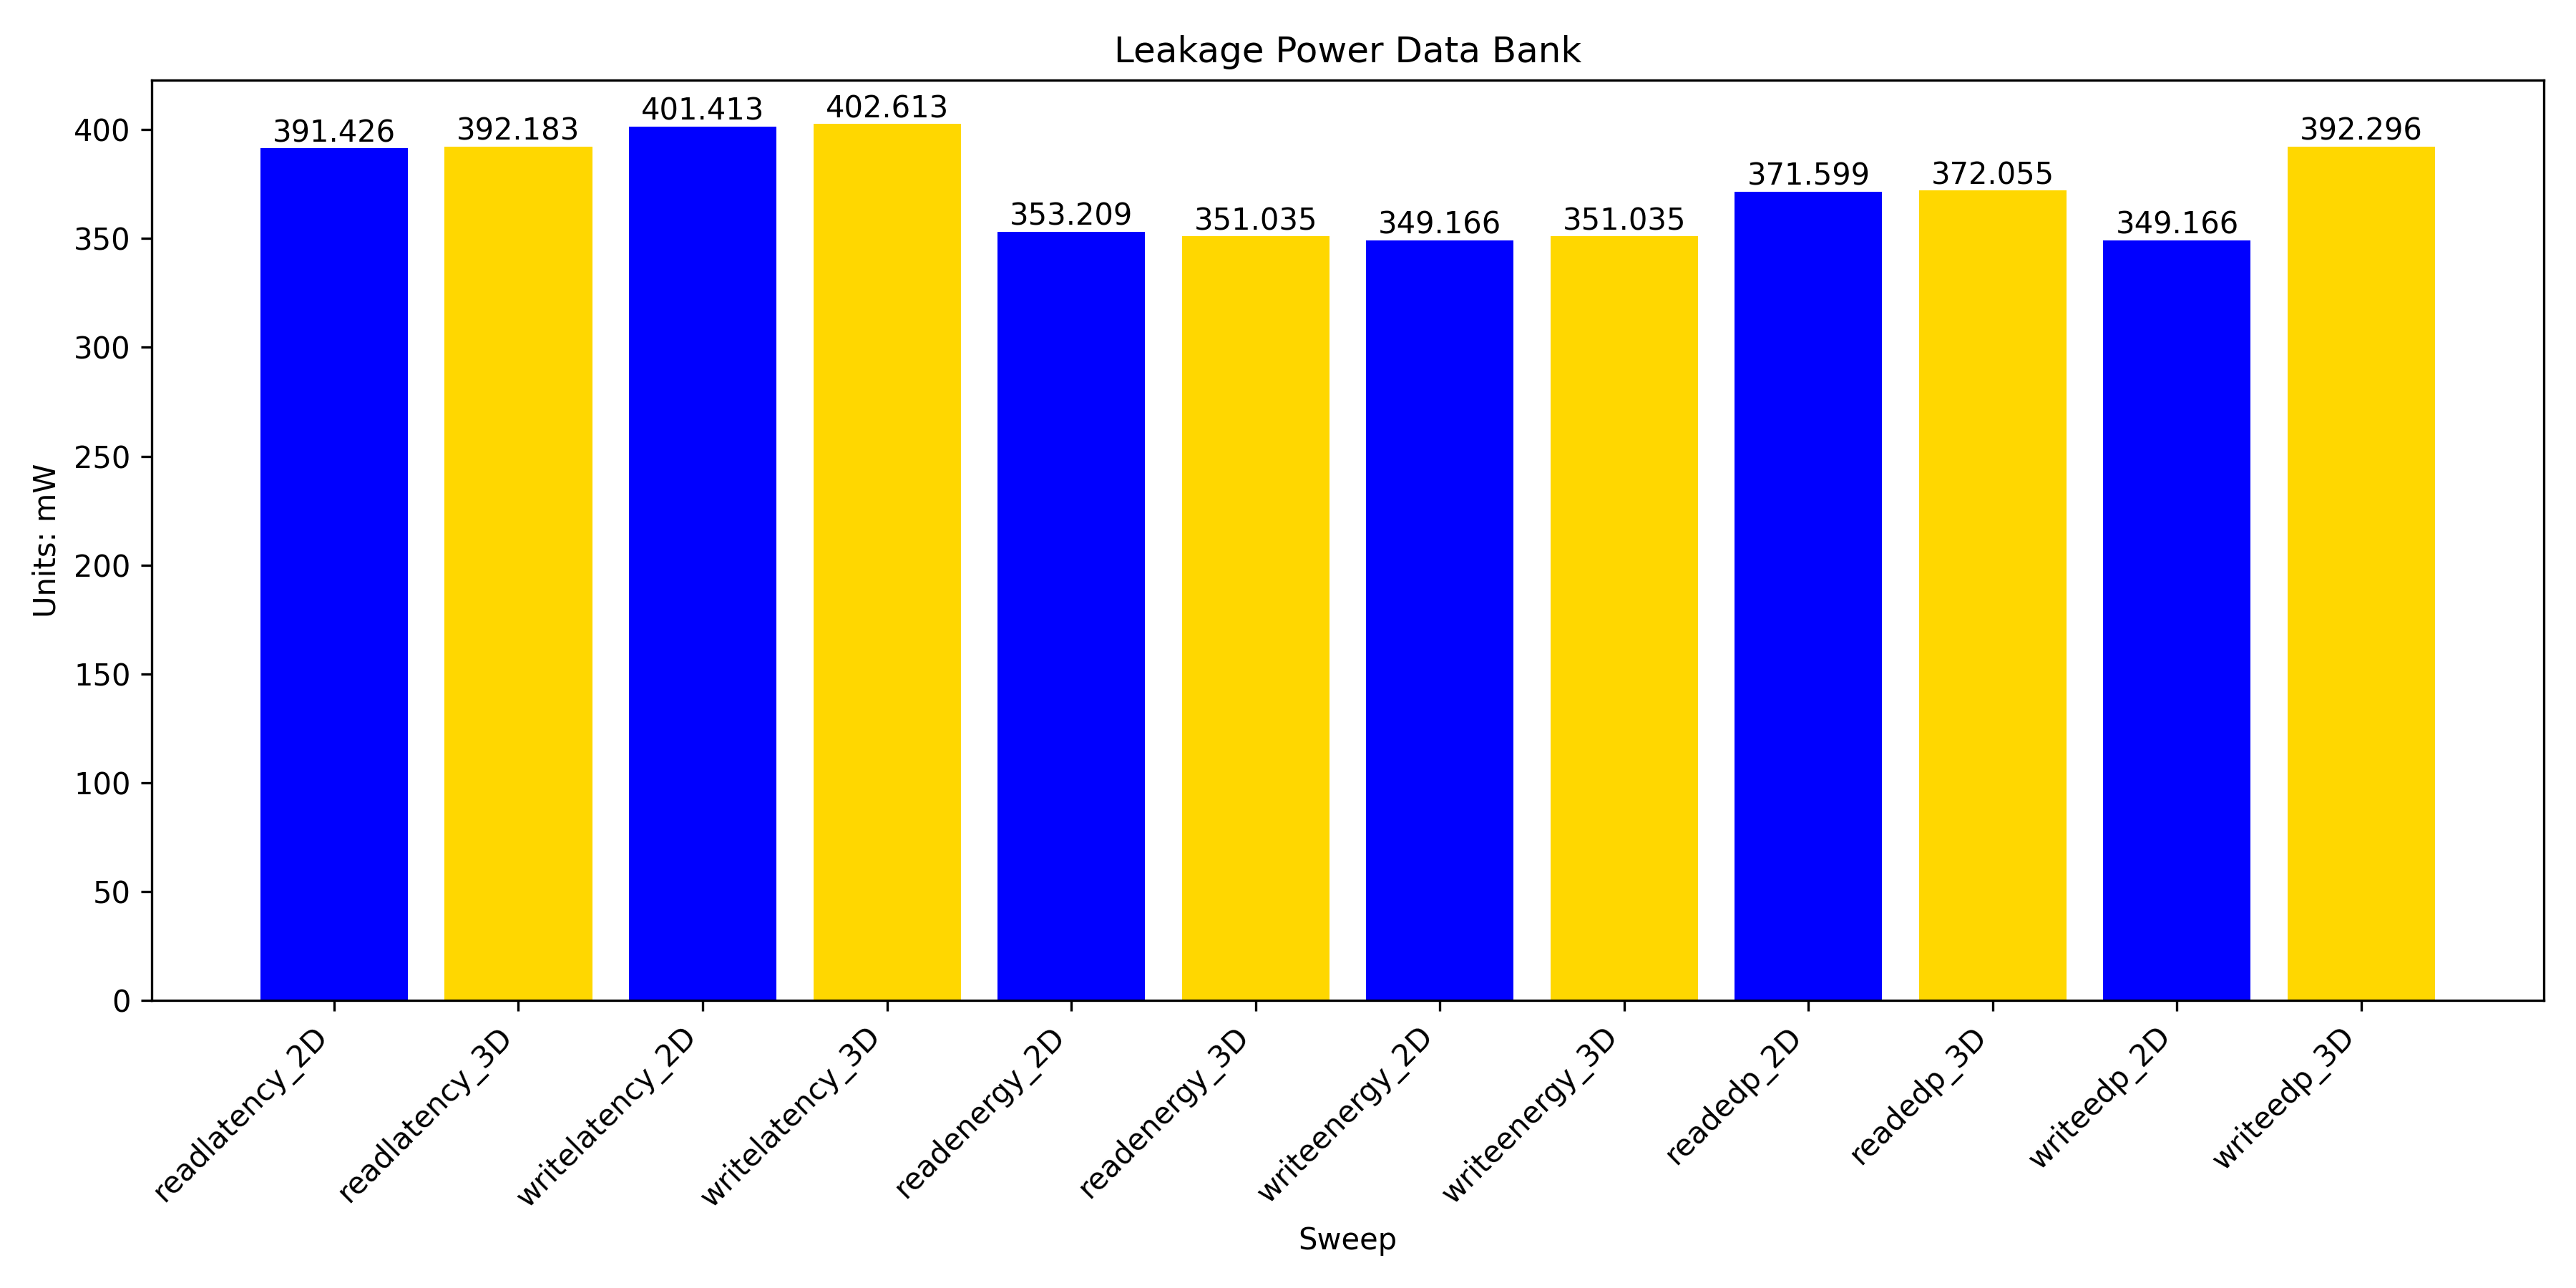 Leakage Power Data Bank
Units: mW
400
350
300
250
200
150
100
50
0
391.426
392.183
401.413
402.613
353.209
351.035
349.166
351.035
371.599
372.055
349.166
392.296
readlatency_2D
readlatency_3D
writelatency_2D
writelatency_3D
readenergy_2D
readenergy_3D
writeenergy_2D
writeenergy_3D
readedp_2D
readedp_3D
writeedp_2D
writeedp_3D
Sweep